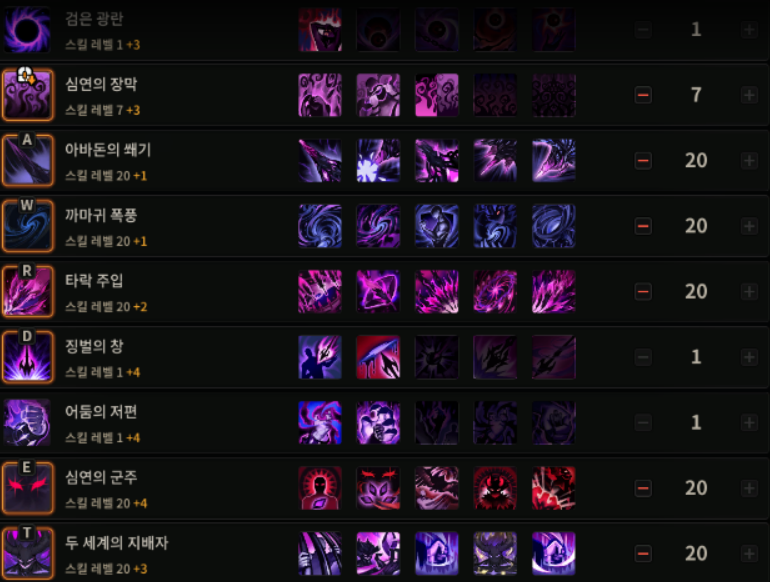 검은 광란
스킬 레벨 1 +3
1
심연의 장막
스킬 레벨 7 +3
7
A
아바돈의 쐐기
스킬 레벨 20 +1
20
W
까마귀 폭풍
스킬 레벨 20 +1
20
R
타락 주입
스킬 레벨 20 +2
20
D
징벌의 창
스킬 레벨 1 +4
1
어둠의 저편
스킬 레벨 1 +4
1
E
심연의 군주
스킬 레벨 20 +4
20
T
두 세계의 지배자
스킬 레벨 20 +3
20